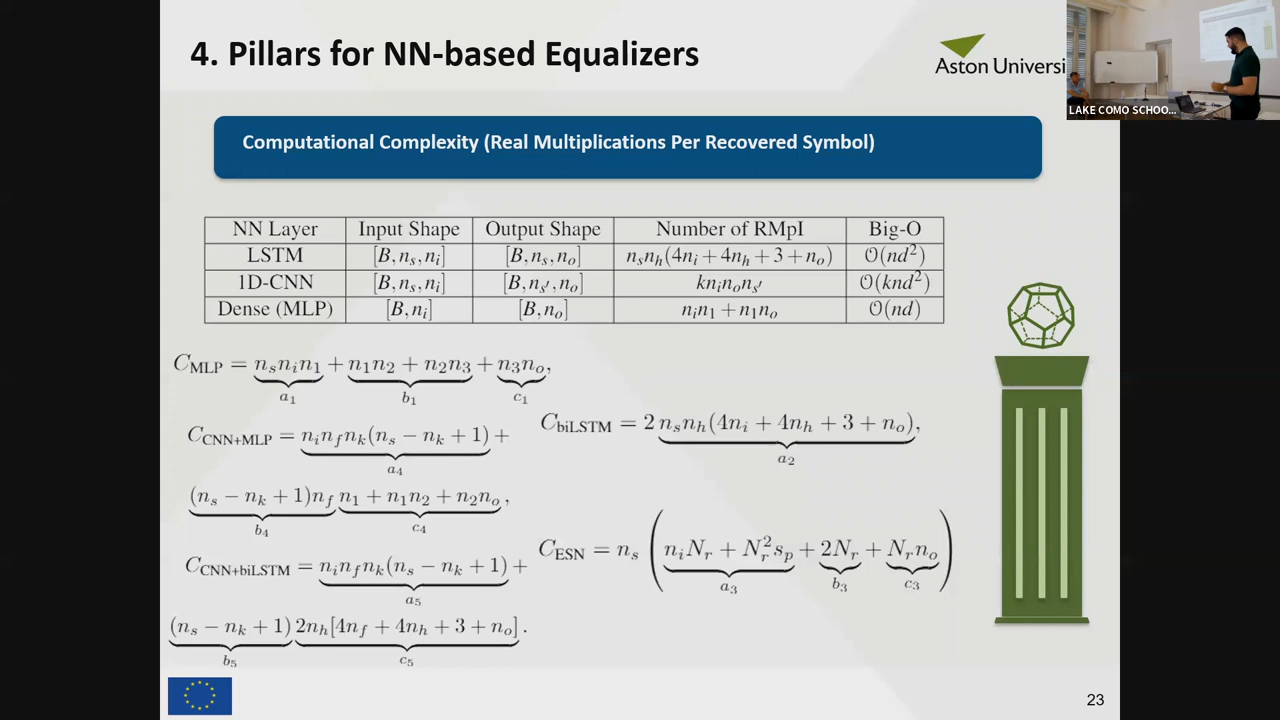 4. Pillars for NN-based Equalizers
Aston Universi
LAKE COMO SCHOO...
Computational Complexity (Real Multiplications Per Recovered Symbol)
NN Layer Input Shape Output Shape Number of RMpI Big-O
LSTM [B, n_s, n_i] [B, n_s, n_o] n_s n_h(4n_i + 4n_h + 3 + n_o) O(nd^2)
1D-CNN [B, n_s, n_i] [B, n_s', n_o] kn_i n_o n_s' O(knd^2)
Dense (MLP) [B, n_i] [B, n_o] n_i n_1 + n_1 n_o O(nd)
C_MLP = n_s n_i n_1 + n_1 n_2 + n_2 n_3 + n_3 n_o,
a_1 b_1 c_1
C_CNN+MLP = n_i n_f n_k(n_s − n_k + 1) +
a_4
(n_s − n_k + 1)n_f n_1 + n_1 n_2 + n_2 n_o,
b_4 c_4
C_CNN+biLSTM = n_i n_f n_k(n_s − n_k + 1) +
a_5
(n_s − n_k + 1) 2n_h[4n_f + 4n_h + 3 + n_o].
b_5 c_5
C_biLSTM = 2 n_s n_h(4n_i + 4n_h + 3 + n_o),
a_2
C_ESN = n_s (n_i N_r + N_r^2 s_p + 2N_r + N_r n_o)
a_3 b_3 c_3
23